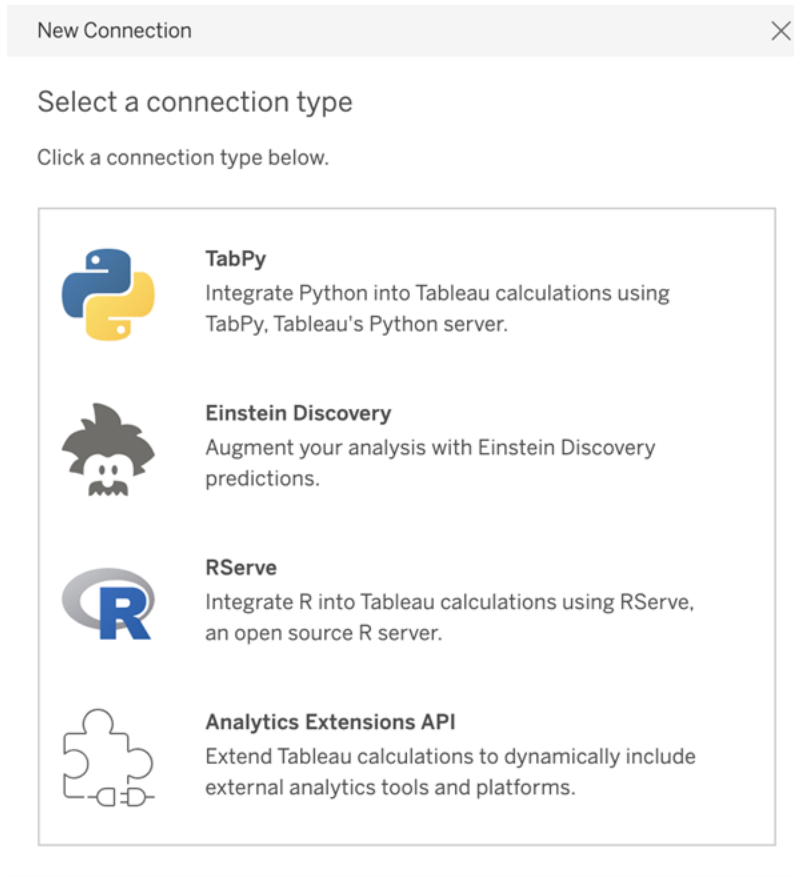 New Connection
Select a connection type
Click a connection type below.
TabPy
Integrate Python into Tableau calculations using
TabPy, Tableau's Python server.
Einstein Discovery
Augment your analysis with Einstein Discovery
predictions.
R
RServe
Integrate R into Tableau calculations using RServe,
an open source R server.
Analytics Extensions API
Extend Tableau calculations to dynamically include
external analytics tools and platforms.